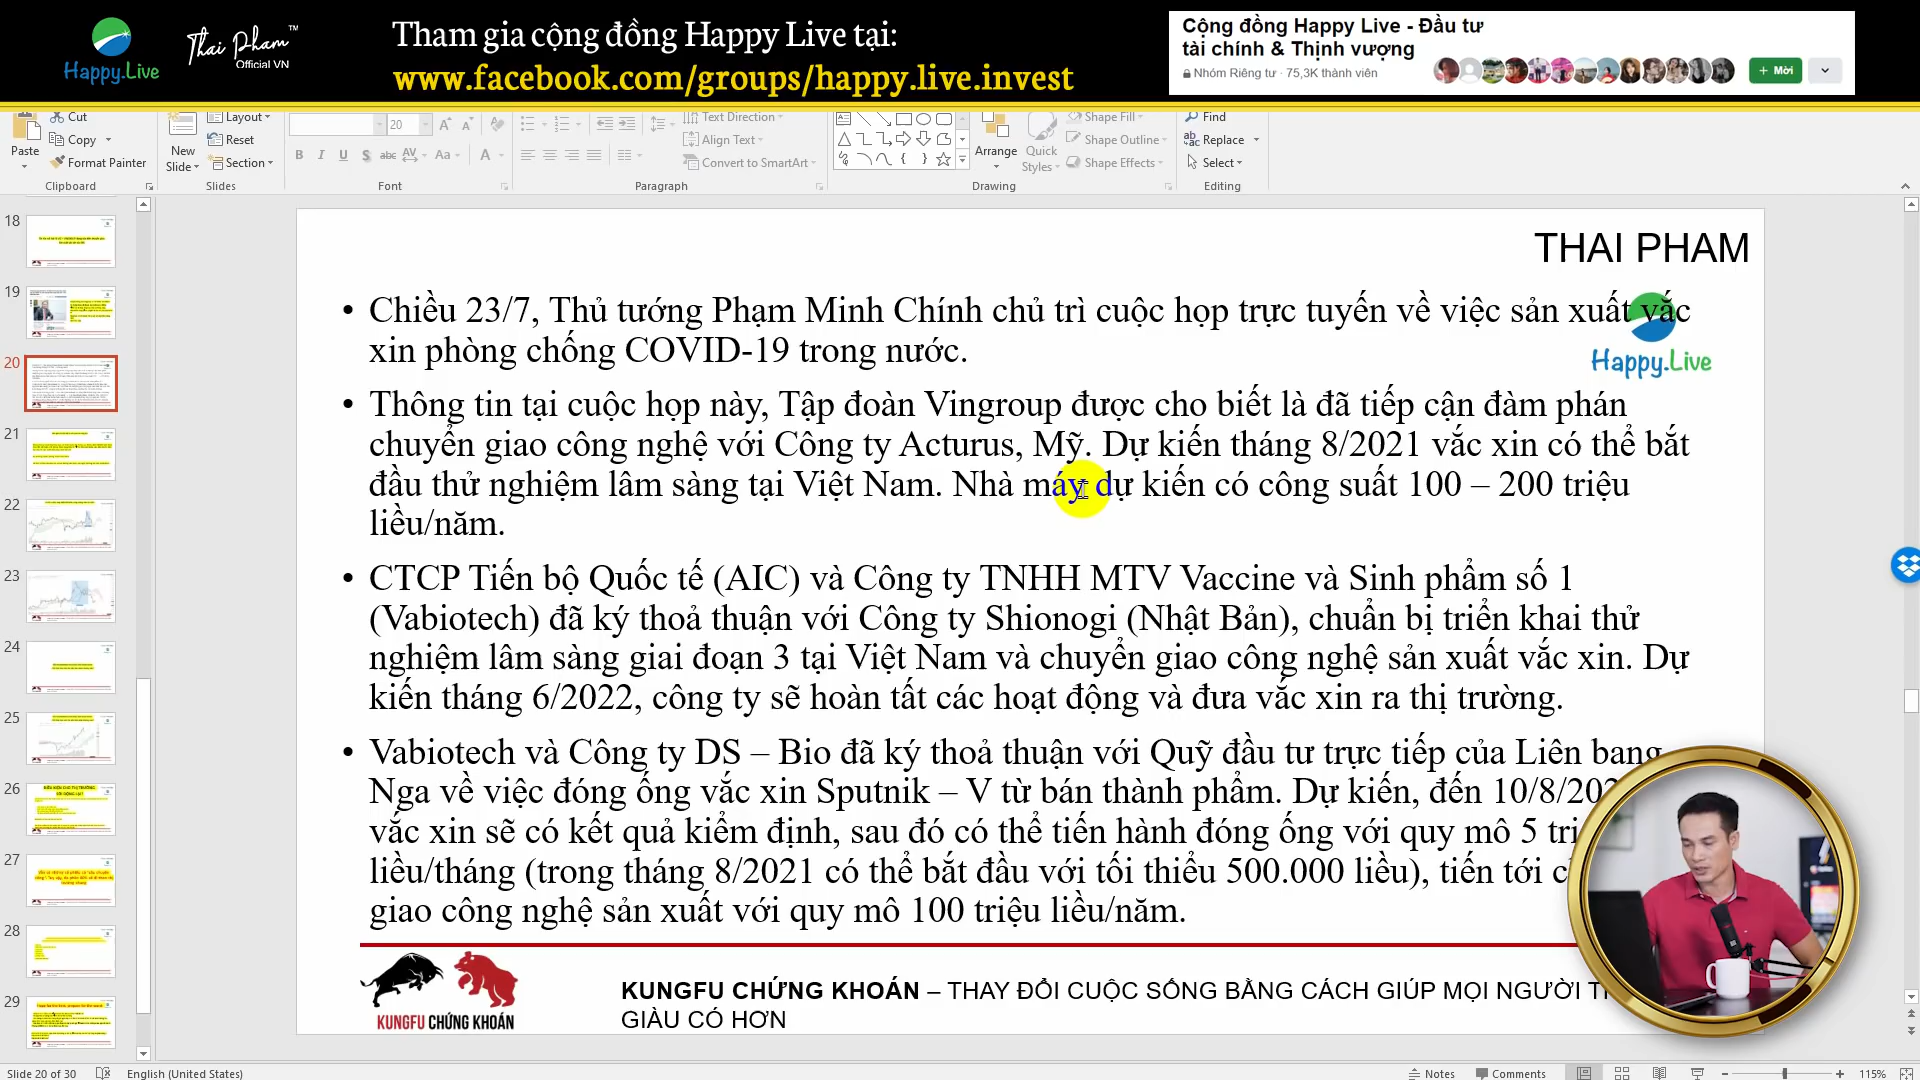 Happy.Live
Thai Pham™
Official VN
Tham gia cộng đồng Happy Live tại:
www.facebook.com/groups/happy.live.invest
Cộng đồng Happy Live - Đầu tư
tài chính & Thịnh vượng
Nhóm Riêng tư · 75,3K thành viên
+ Mời
Paste
Cut
Copy
Format Painter
Clipboard
New
Slide
Layout
Reset
Section
Slides
20
B I U S abc AV Aa A
Font
Text Direction
Align Text
Convert to SmartArt
Paragraph
Arrange
Quick
Styles
Shape Fill
Shape Outline
Shape Effects
Drawing
Find
Replace
Select
Editing
18
19
20
21
22
23
24
25
26
27
28
29
THAI PHAM
Happy.Live
• Chiều 23/7, Thủ tướng Phạm Minh Chính chủ trì cuộc họp trực tuyến về việc sản xuất vắc
xin phòng chống COVID-19 trong nước.
• Thông tin tại cuộc họp này, Tập đoàn Vingroup được cho biết là đã tiếp cận đàm phán
chuyển giao công nghệ với Công ty Acturus, Mỹ. Dự kiến tháng 8/2021 vắc xin có thể bắt
đầu thử nghiệm lâm sàng tại Việt Nam. Nhà máy dự kiến có công suất 100 – 200 triệu
liều/năm.
• CTCP Tiến bộ Quốc tế (AIC) và Công ty TNHH MTV Vaccine và Sinh phẩm số 1
(Vabiotech) đã ký thoả thuận với Công ty Shionogi (Nhật Bản), chuẩn bị triển khai thử
nghiệm lâm sàng giai đoạn 3 tại Việt Nam và chuyển giao công nghệ sản xuất vắc xin. Dự
kiến tháng 6/2022, công ty sẽ hoàn tất các hoạt động và đưa vắc xin ra thị trường.
• Vabiotech và Công ty DS – Bio đã ký thoả thuận với Quỹ đầu tư trực tiếp của Liên bang
Nga về việc đóng ống vắc xin Sputnik – V từ bán thành phẩm. Dự kiến, đến 10/8/202
vắc xin sẽ có kết quả kiểm định, sau đó có thể tiến hành đóng ống với quy mô 5 tri
liều/tháng (trong tháng 8/2021 có thể bắt đầu với tối thiểu 500.000 liều), tiến tới c
giao công nghệ sản xuất với quy mô 100 triệu liều/năm.
KUNGFU CHỨNG KHOÁN
KUNGFU CHỨNG KHOÁN – THAY ĐỔI CUỘC SỐNG BẰNG CÁCH GIÚP MỌI NGƯỜI T
GIÀU CÓ HƠN
Slide 20 of 30
English (United States)
Notes
Comments
115%